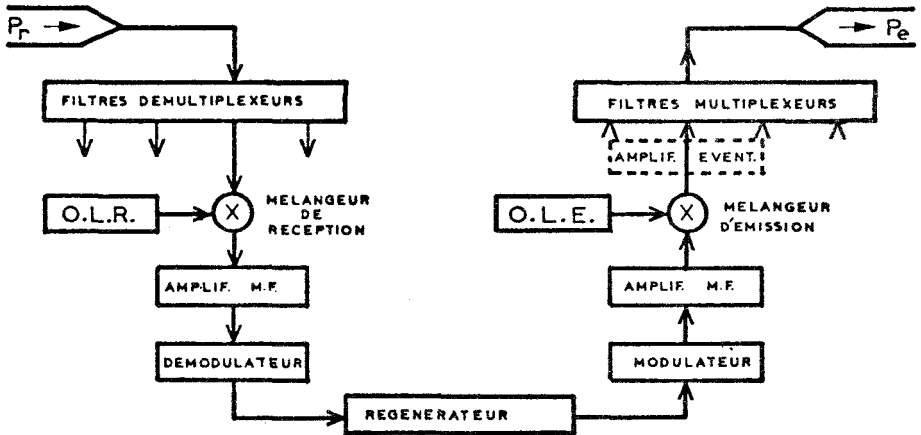 Pr
Pe
FILTRES DEMULTIPLEXEURS
FILTRES MULTIPLEXEURS
AMPLIF. EVENT.
O.L.R.
X
MELANGEUR
DE
RECEPTION
O.L.E.
X
MELANGEUR
D'EMISSION
AMPLIF. M.F.
AMPLIF. M.F.
DEMODULATEUR
MODULATEUR
REGENERATEUR